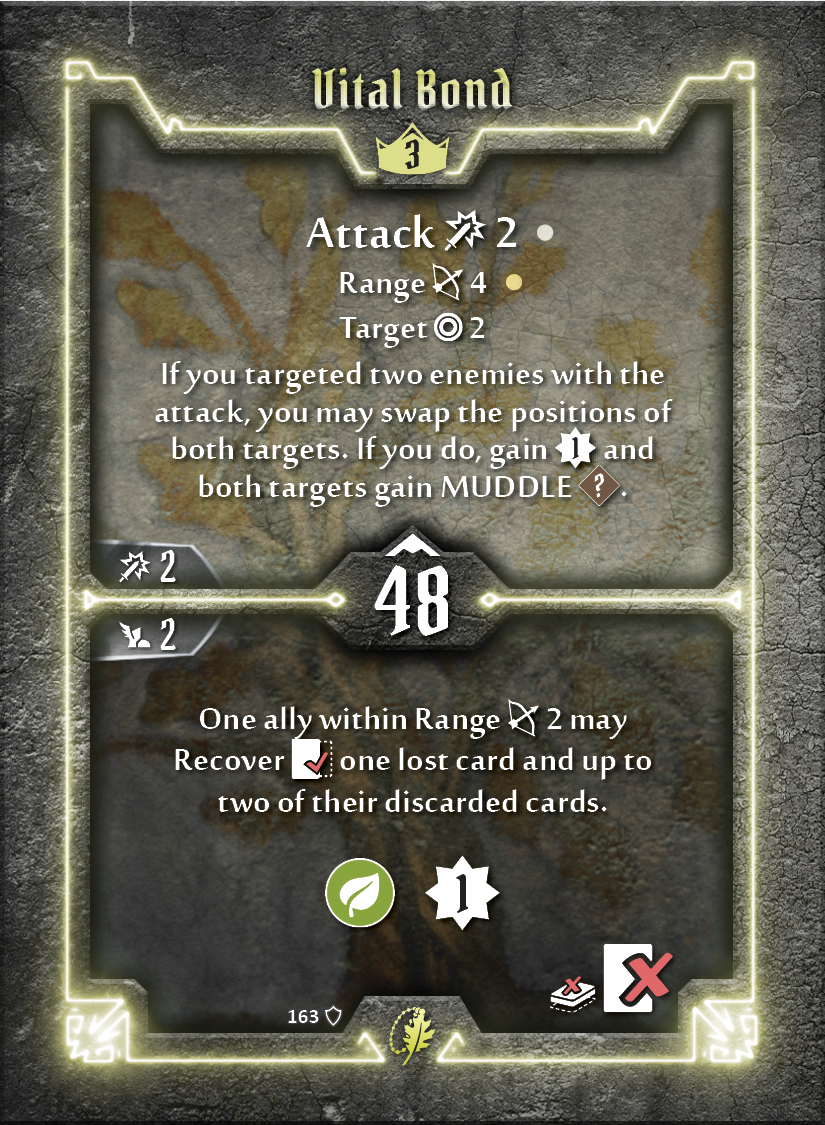 Vital Bond
3
Attack 2
Range 4
Target 2
If you targeted two enemies with the
attack, you may swap the positions of
both targets. If you do, gain 1 and
both targets gain MUDDLE ? .
2
48
2
One ally within Range 2 may
Recover one lost card and up to
two of their discarded cards.
1
163